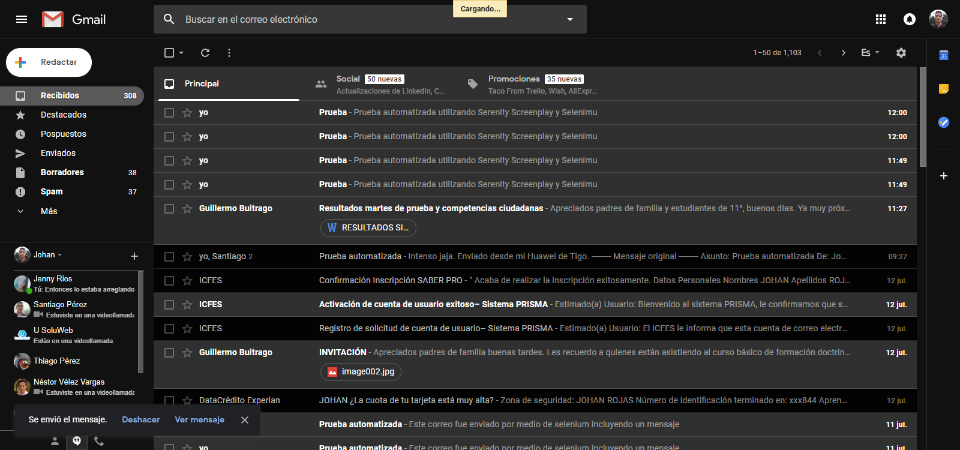 Cargando...
Gmail
Buscar en el correo electrónico
Redactar
1–50 de 1,103
Es
Recibidos 308
Destacados
Pospuestos
Enviados
Borradores 38
Spam 37
Más
Principal
Social 50 nuevas
Actualizaciones de LinkedIn, C...
Promociones 35 nuevas
Taco From Trello, Wish, AliExpr...
yo Prueba - Prueba automatizada utilizando Serenity Screenplay y Selenimu 12:00
yo Prueba - Prueba automatizada utilizando Serenity Screenplay y Selenimu 12:00
yo Prueba - Prueba automatizada utilizando Serenity Screenplay y Selenimu 11:49
yo Prueba - Prueba automatizada utilizando Serenity Screenplay y Selenimu 11:49
Guillermo Buitrago Resultados martes de prueba y competencias ciudadanas - Apreciados padres de familia y estudiantes de 11°, buenos días. Ya muy próx... 11:27
W RESULTADOS SI...
yo, Santiago 2 Prueba automatizada - Intenso jaja. Enviado desde mi Huawei de Tigo. ——– Mensaje original ——– Asunto: Prueba automatizada De: Jo... 09:27
ICFES Confirmación Inscripción SABER PRO - " Acaba de realizar la inscripción exitosamente. Datos Personales Nombres JOHAN Apellidos ROJ... 12 jul.
ICFES Activación de cuenta de usuario exitoso– Sistema PRISMA - Estimado(a) Usuario: Bienvenido al sistema PRISMA, le confirmamos que s... 12 jul.
ICFES Registro de solicitud de cuenta de usuario– Sistema PRISMA - Estimado(a) Usuario: El ICFES le informa que esta cuenta de correo electr... 12 jul.
Guillermo Buitrago INVITACIÓN - Apreciados padres de familia buenas tardes. Les recuerdo a quienes están asistiendo al curso básico de formación doctrin... 12 jul.
image002.jpg
DataCrédito Experian JOHAN ¿La cuota de tu tarjeta está muy alta? - Zona de seguridad: JOHAN ROJAS Número de identificación terminado en: xxx844 Apren... 12 jul.
Prueba automatizada - Este correo fue enviado por medio de selenium incluyendo un mensaje 11 jul.
yo Prueba automatizada - Este correo fue enviado por medio de selenium incluyendo un mensaje 11 jul.
Johan
Jenny Ríos
Tú: Entonces lo estaba arreglando
Santiago Pérez
Estuviste en una videollamada
U SoluWeb
Estás en una videollamada.
Thiago Pérez
Néstor Vélez Vargas
Estuviste en una videollamada
Se envió el mensaje. Deshacer Ver mensaje